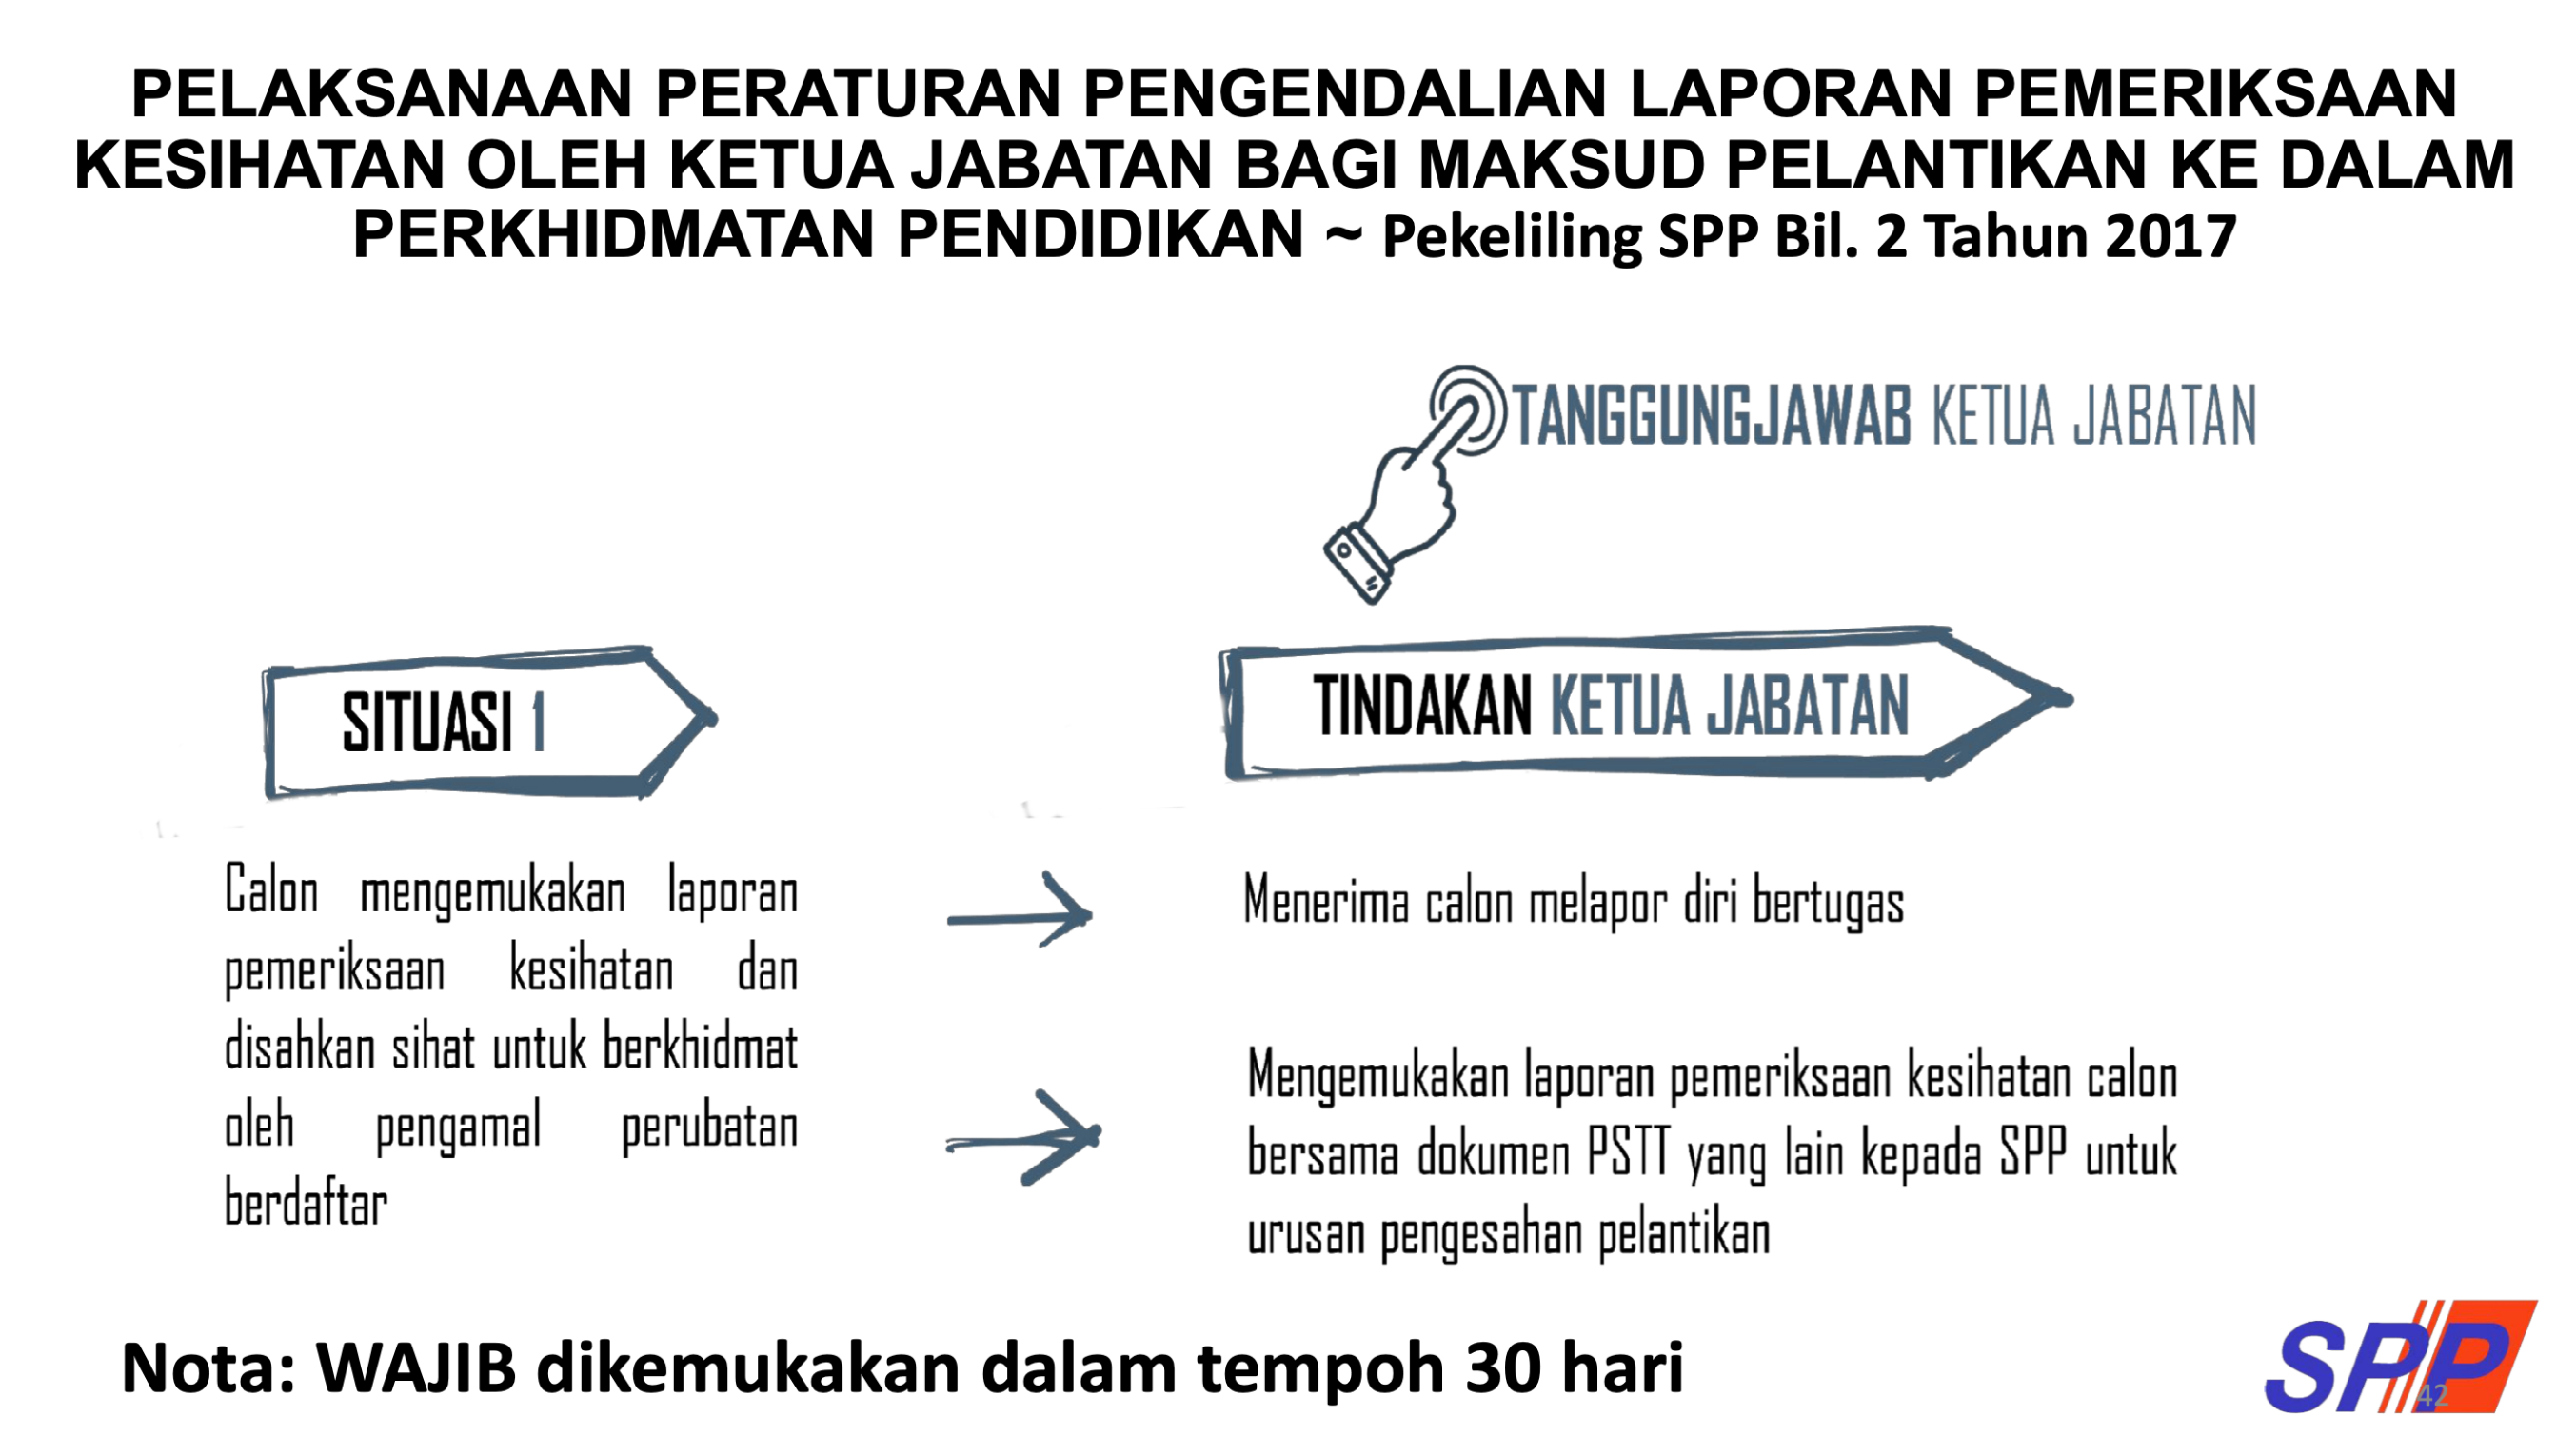 PELAKSANAAN PERATURAN PENGENDALIAN LAPORAN PEMERIKSAAN
KESIHATAN OLEH KETUA JABATAN BAGI MAKSUD PELANTIKAN KE DALAM
PERKHIDMATAN PENDIDIKAN ~ Pekeliling SPP Bil. 2 Tahun 2017
TANGGUNGJAWAB KETUA JABATAN
SITUASI 1
Calon mengemukakan laporan
pemeriksaan kesihatan dan
disahkan sihat untuk berkhidmat
oleh pengamal perubatan
berdaftar
TINDAKAN KETUA JABATAN
Menerima calon melapor diri bertugas
Mengemukakan laporan pemeriksaan kesihatan calon
bersama dokumen PSTT yang lain kepada SPP untuk
urusan pengesahan pelantikan
Nota: WAJIB dikemukakan dalam tempoh 30 hari
SPP
42